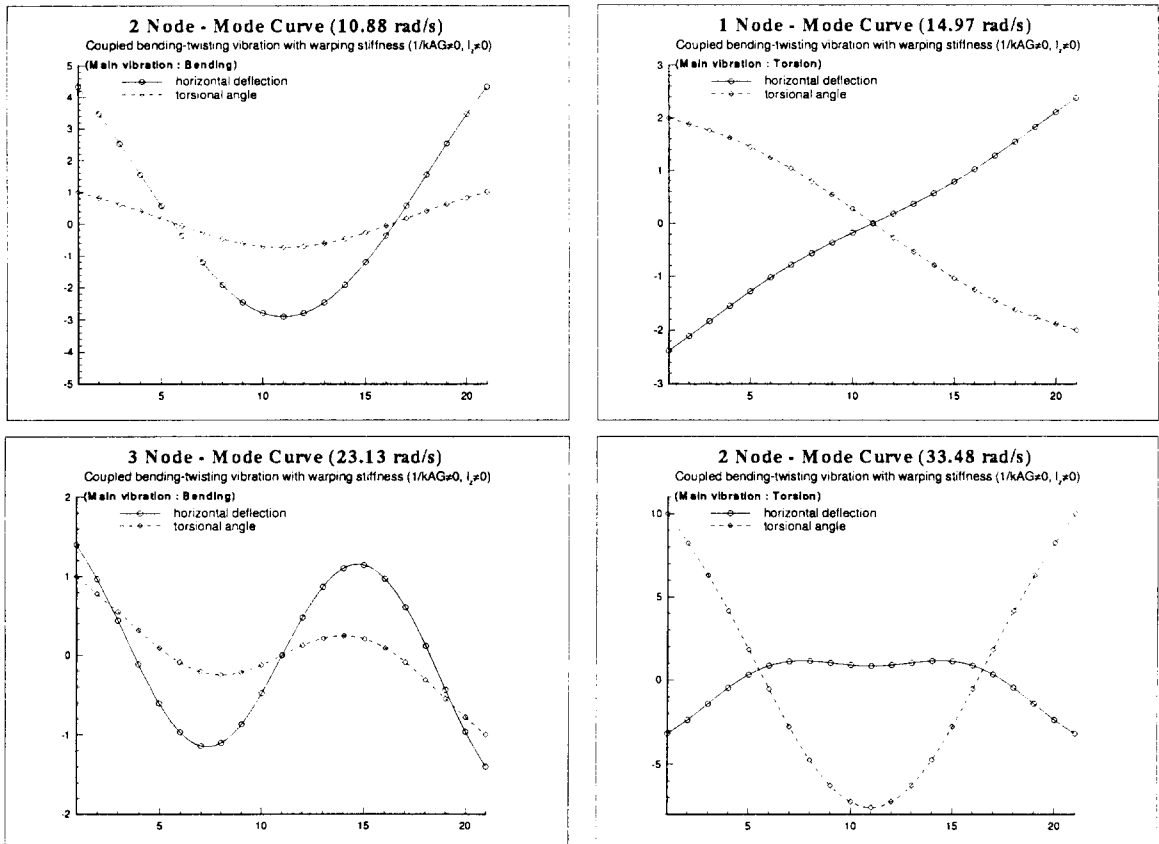 2 Node - Mode Curve (10.88 rad/s)
Coupled bending-twisting vibration with warping stiffness (1/kAG≠0, I_z≠0)
(Main vibration : Bending)
horizontal deflection
torsional angle
5
4
3
2
1
0
-1
-2
-3
-4
-5
5
10
15
20
1 Node - Mode Curve (14.97 rad/s)
Coupled bending-twisting vibration with warping stiffness (1/kAG≠0, I_z≠0)
(Main vibration : Torsion)
horizontal deflection
torsional angle
3
2
1
0
-1
-2
-3
5
10
15
20
3 Node - Mode Curve (23.13 rad/s)
Coupled bending-twisting vibration with warping stiffness (1/kAG≠0, I_z≠0)
(Main vibration : Bending)
horizontal deflection
torsional angle
2
1
0
-1
-2
5
10
15
20
2 Node - Mode Curve (33.48 rad/s)
Coupled bending-twisting vibration with warping stiffness (1/kAG≠0, I_z≠0)
(Main vibration : Torsion)
horizontal deflection
torsional angle
10
5
0
-5
5
10
15
20